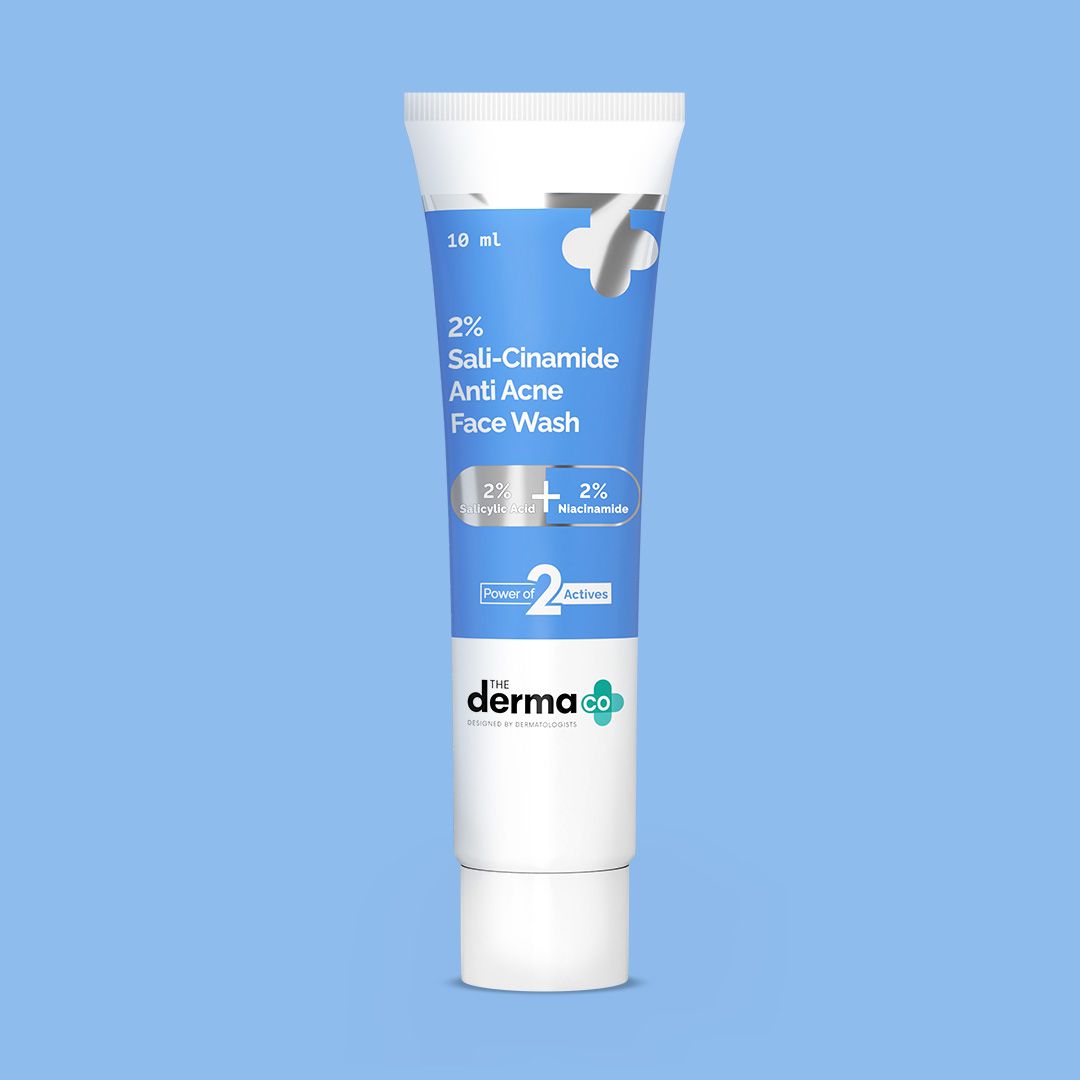 10 ml
2%
Sali-Cinamide
Anti Acne
Face Wash
2% + 2%
Salicylic Acid Niacinamide
Power of 2 Actives
THE
derma co
DESIGNED BY DERMATOLOGISTS